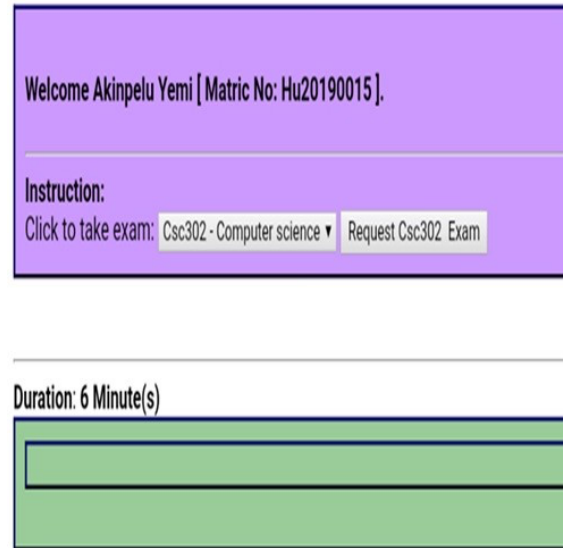 Welcome Akinpelu Yemi [ Matric No: Hu20190015 ].
Instruction:
Click to take exam: Csc302 - Computer science ▾ Request Csc302 Exam
Duration: 6 Minute(s)